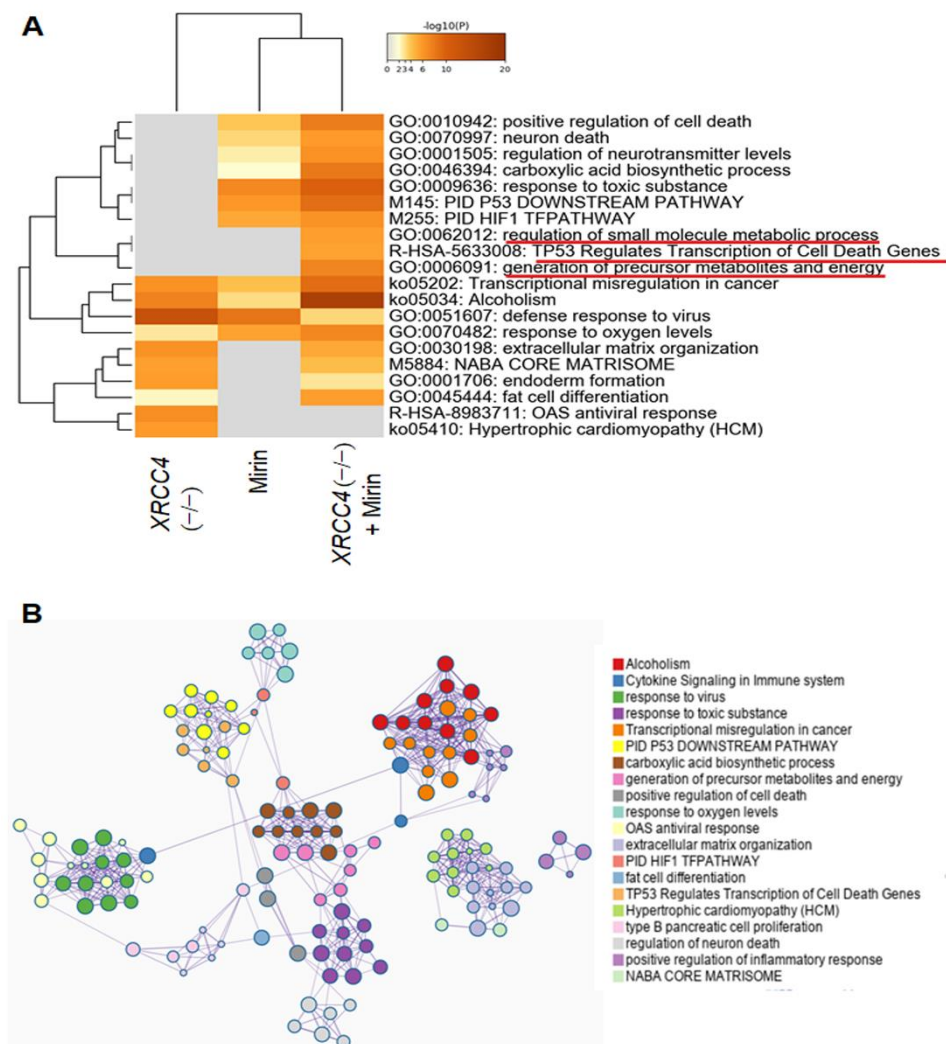 A
-log10(P)
0 2 3 4 6 10 20
GO:0010942: positive regulation of cell death
GO:0070997: neuron death
GO:0001505: regulation of neurotransmitter levels
GO:0046394: carboxylic acid biosynthetic process
GO:0009636: response to toxic substance
M145: PID P53 DOWNSTREAM PATHWAY
M255: PID HIF1 TFPATHWAY
GO:0062012: regulation of small molecule metabolic process
R-HSA-5633008: TP53 Regulates Transcription of Cell Death Genes
GO:0006091: generation of precursor metabolites and energy
ko05202: Transcriptional misregulation in cancer
ko05034: Alcoholism
GO:0051607: defense response to virus
GO:0070482: response to oxygen levels
GO:0030198: extracellular matrix organization
M5884: NABA CORE MATRISOME
GO:0001706: endoderm formation
GO:0045444: fat cell differentiation
R-HSA-8983711: OAS antiviral response
ko05410: Hypertrophic cardiomyopathy (HCM)
XRCC4
(−/−)
Mirin
XRCC4 (−/−)
+ Mirin
B
Alcoholism
Cytokine Signaling in Immune system
response to virus
response to toxic substance
Transcriptional misregulation in cancer
PID P53 DOWNSTREAM PATHWAY
carboxylic acid biosynthetic process
generation of precursor metabolites and energy
positive regulation of cell death
response to oxygen levels
OAS antiviral response
extracellular matrix organization
PID HIF1 TFPATHWAY
fat cell differentiation
TP53 Regulates Transcription of Cell Death Genes
Hypertrophic cardiomyopathy (HCM)
type B pancreatic cell proliferation
regulation of neuron death
positive regulation of inflammatory response
NABA CORE MATRISOME